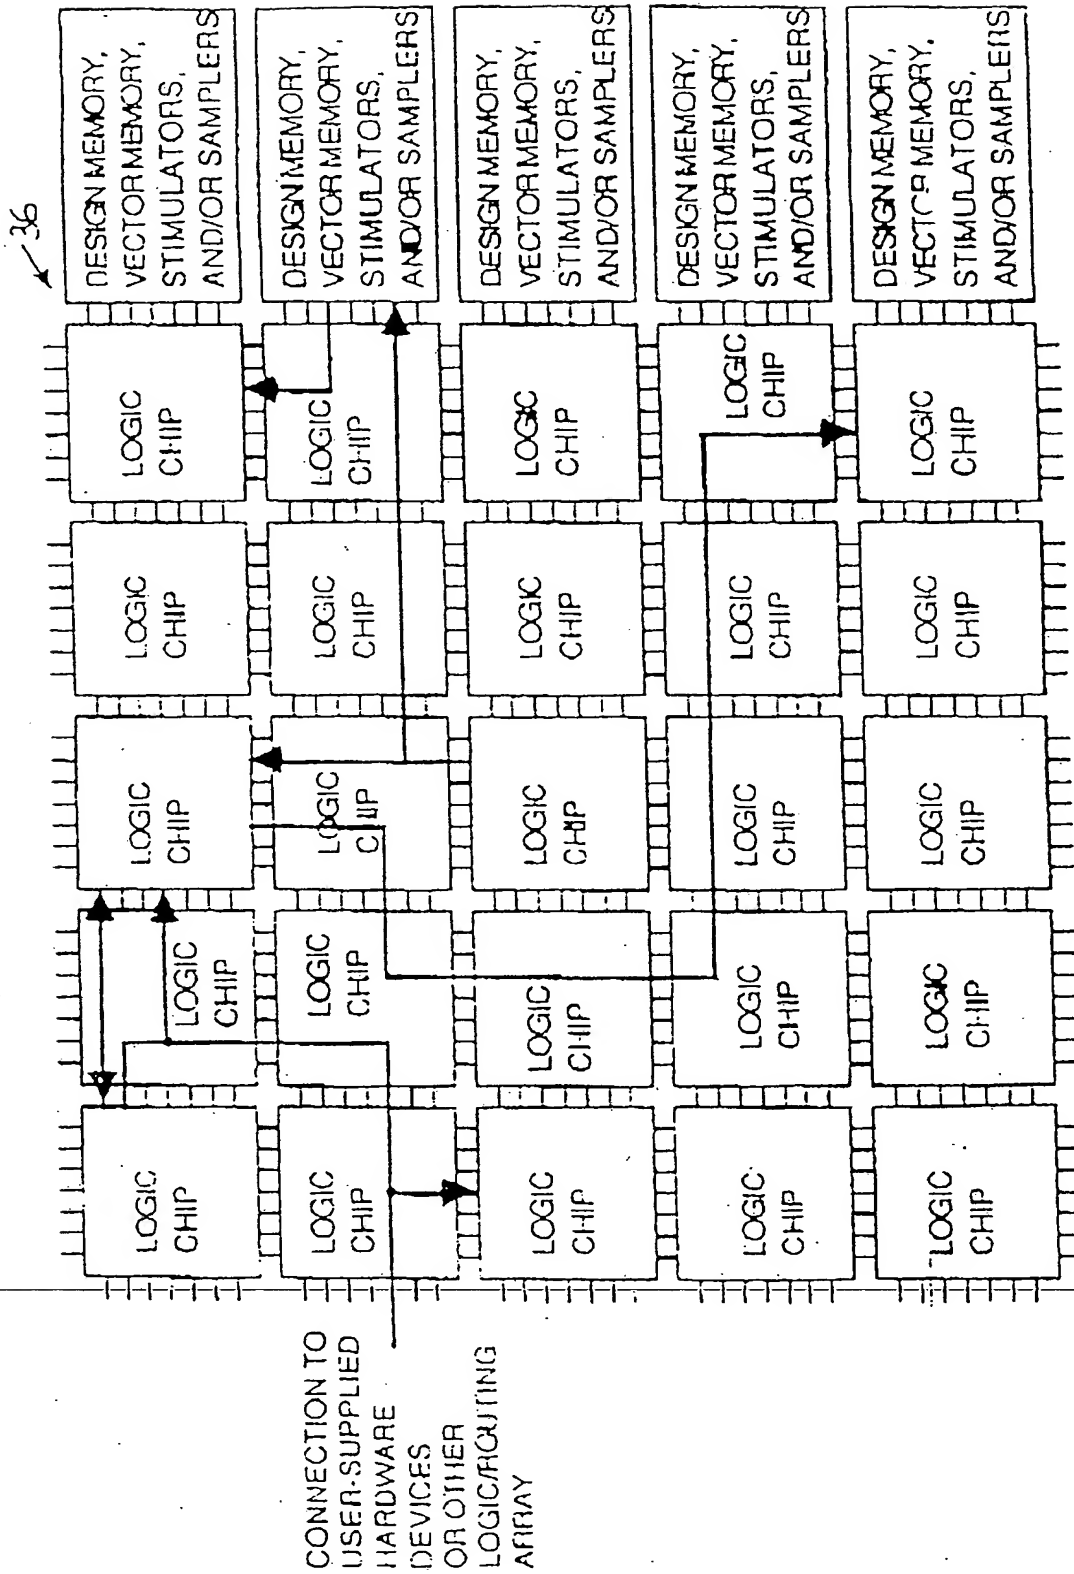 36
LOGIC
CHIP
LOGIC
CHIP
LOGIC
CHIP
LOGIC
CHIP
LOGIC
CHIP
DESIGN MEMORY,
VECTOR MEMORY,
STIMULATORS,
AND/OR SAMPLERS
CONNECTION TO
USER-SUPPLIED
HARDWARE
DEVICES
OR OTHER
LOGIC/ROUTING
ARRAY
LOGIC
CHIP
LOGIC
CHIP
LOGIC
CHIP
LOGIC
CHIP
LOGIC
CHIP
DESIGN MEMORY,
VECTOR MEMORY,
STIMULATORS,
AND/OR SAMPLERS
LOGIC
CHIP
LOGIC
CHIP
LOGIC
CHIP
LOGIC
CHIP
LOGIC
CHIP
DESIGN MEMORY,
VECTOR MEMORY,
STIMULATORS,
AND/OR SAMPLERS
LOGIC
CHIP
LOGIC
CHIP
LOGIC
CHIP
LOGIC
CHIP
LOGIC
CHIP
DESIGN MEMORY,
VECTOR MEMORY,
STIMULATORS,
AND/OR SAMPLERS
LOGIC
CHIP
LOGIC
CHIP
LOGIC
CHIP
LOGIC
CHIP
LOGIC
CHIP
DESIGN MEMORY,
VECTOR MEMORY,
STIMULATORS,
AND/OR SAMPLERS